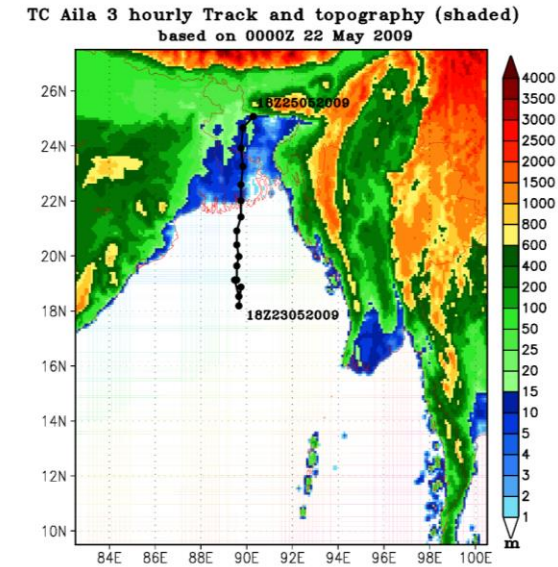 TC Aila 3 hourly Track and topography (shaded)
based on 0000Z 22 May 2009
26N
24N
22N
20N
18N
16N
14N
12N
10N
84E
86E
88E
90E
92E
94E
96E
98E
100E
18Z25052009
18Z23052009
4000
3500
3000
2500
2000
1500
1000
800
600
400
200
100
50
25
20
15
10
5
4
3
2
1
m